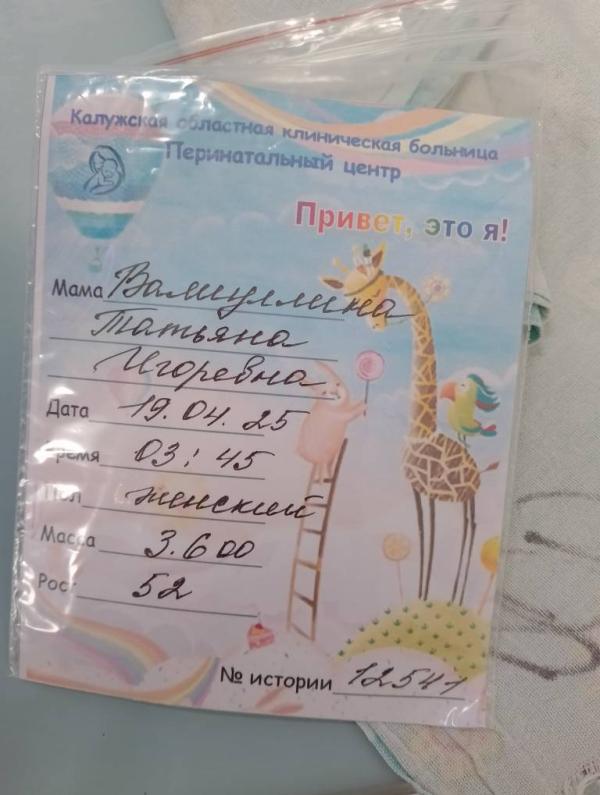 Калужская областная клиническая больница
Перинатальный центр
Привет, это я!
Мама Валиуллина
Татьяна
Игоревна
Дата 19.04.25
Время 03:45
Пол женский
Масса 3.600
Рост 52
№ истории 12541